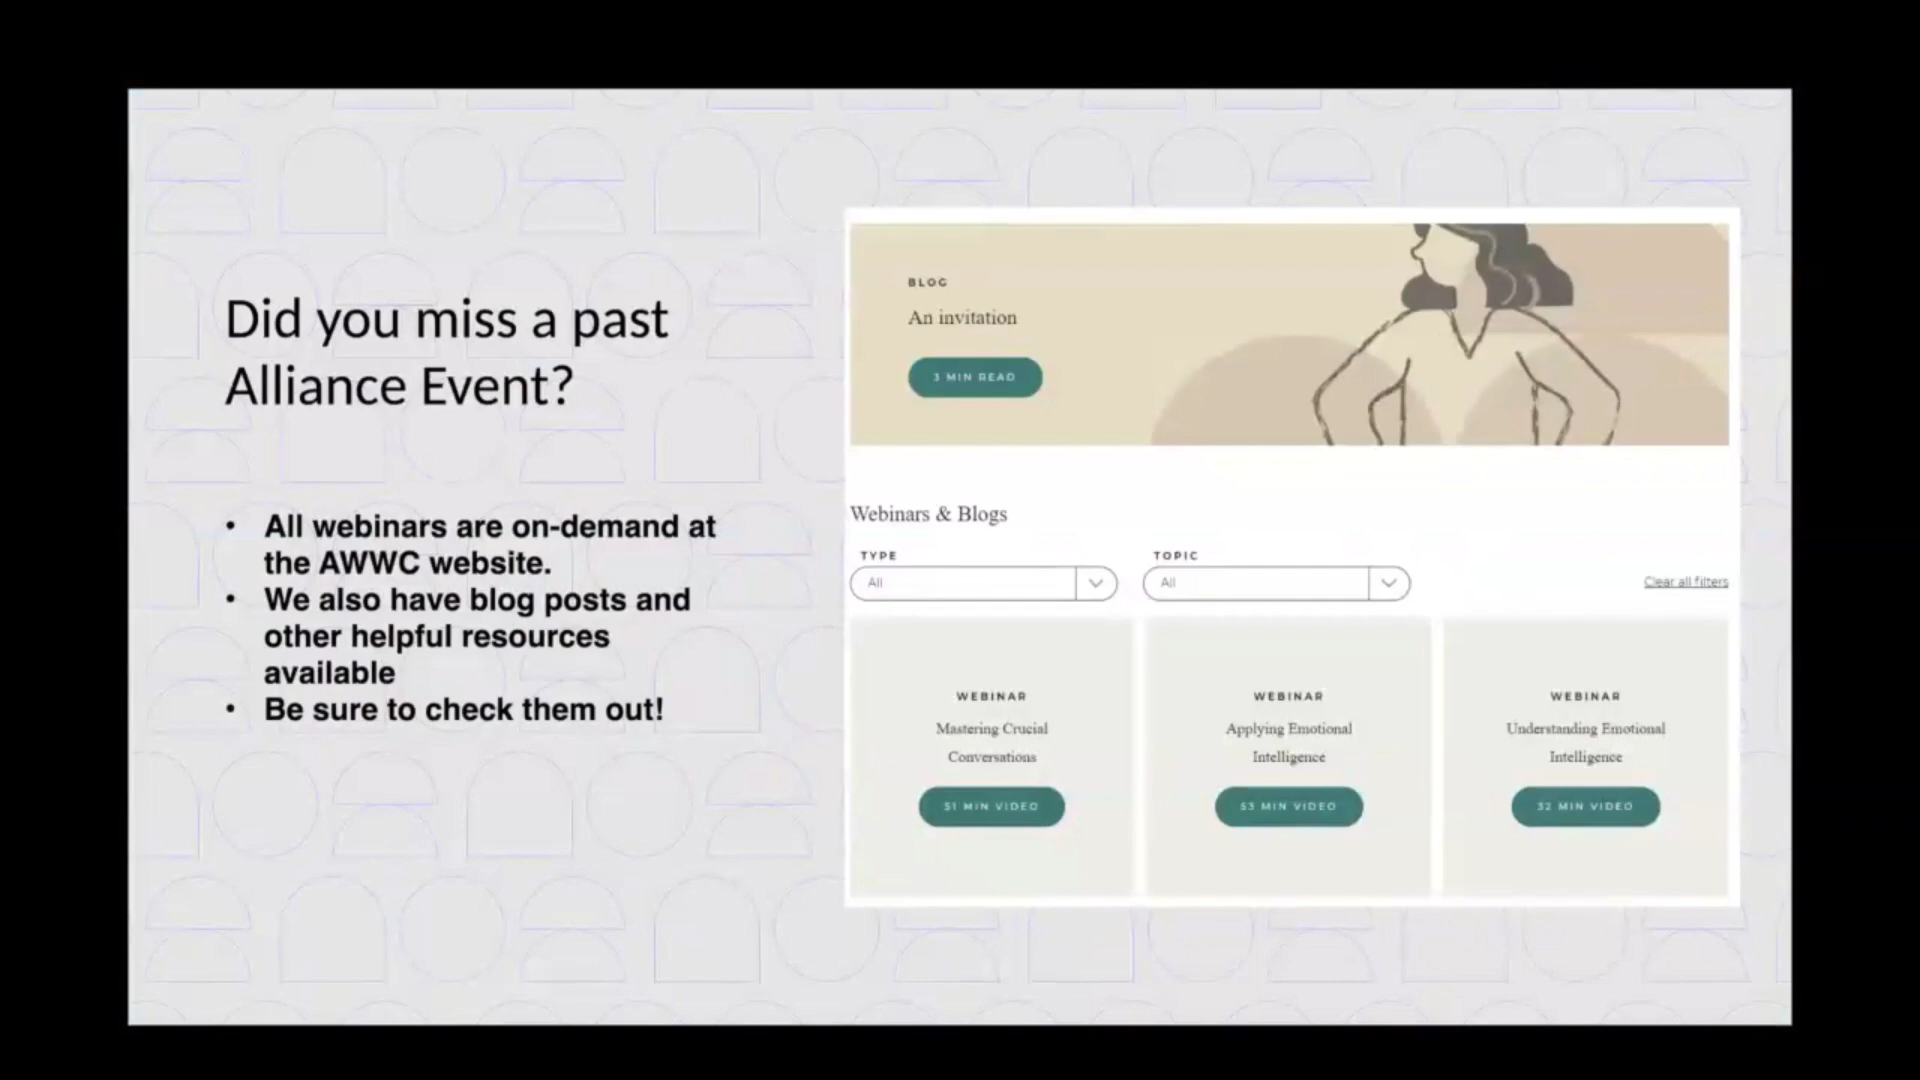 Did you miss a past
Alliance Event?
• All webinars are on-demand at
the AWWC website.
• We also have blog posts and
other helpful resources
available
• Be sure to check them out!
BLOG
An invitation
3 MIN READ
Webinars & Blogs
TYPE
All
TOPIC
All
Clear all filters
WEBINAR
Mastering Crucial
Conversations
51 MIN VIDEO
WEBINAR
Applying Emotional
Intelligence
53 MIN VIDEO
WEBINAR
Understanding Emotional
Intelligence
32 MIN VIDEO